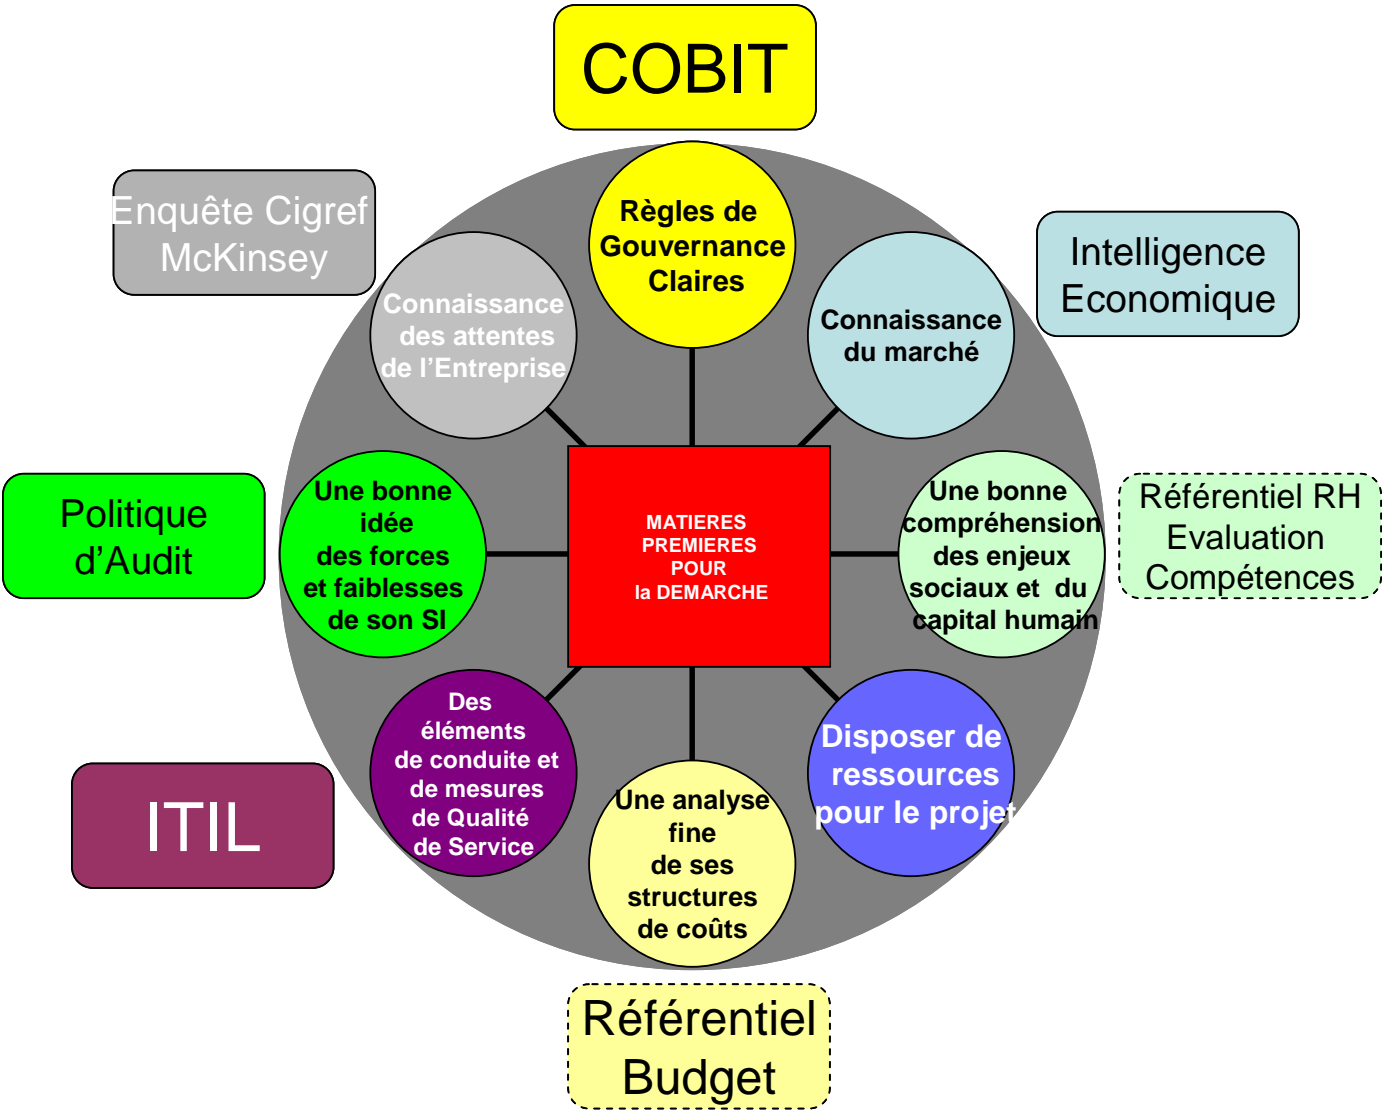 COBIT
Enquête Cigref
McKinsey
Règles de
Gouvernance
Claires
Intelligence
Economique
Connaissance
des attentes
de l'Entreprise
Connaissance
du marché
Politique
d'Audit
Une bonne
idée
des forces
et faiblesses
de son SI
MATIERES
PREMIERES
POUR
la DEMARCHE
Une bonne
compréhension
des enjeux
sociaux et du
capital humain
Référentiel RH
Evaluation
Compétences
ITIL
Des
éléments
de conduite et
de mesures
de Qualité
de Service
Une analyse
fine
de ses
structures
de coûts
Disposer de
ressources
pour le projet
Référentiel
Budget